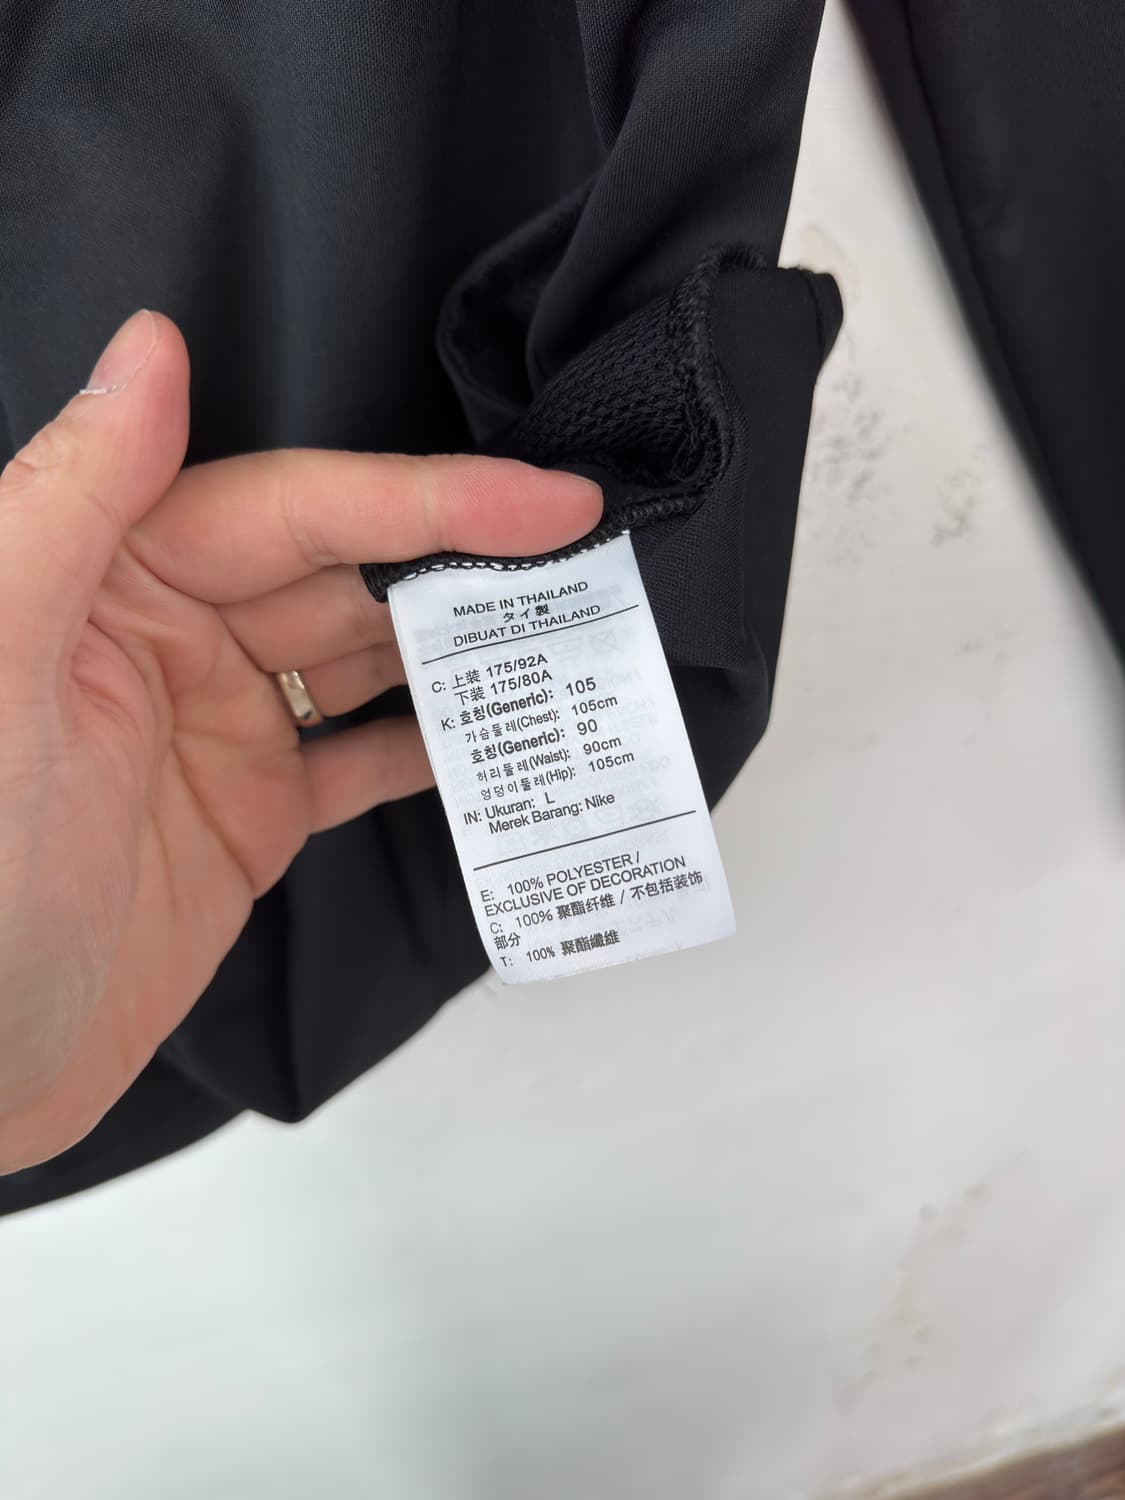 MADE IN THAILAND
タイ製
DIBUAT DI THAILAND
C: 上装 175/92A
下装 175/80A
K: 호칭(Generic): 105
가슴둘레(Chest): 105cm
호칭(Generic): 90
허리둘레(Waist): 90cm
엉덩이둘레(Hip): 105cm
IN: Ukuran: L
Merek Barang: Nike
E: 100% POLYESTER /
EXCLUSIVE OF DECORATION
C: 100% 聚酯纤维 / 不包括装饰
部分
T: 100% 聚酯纖維